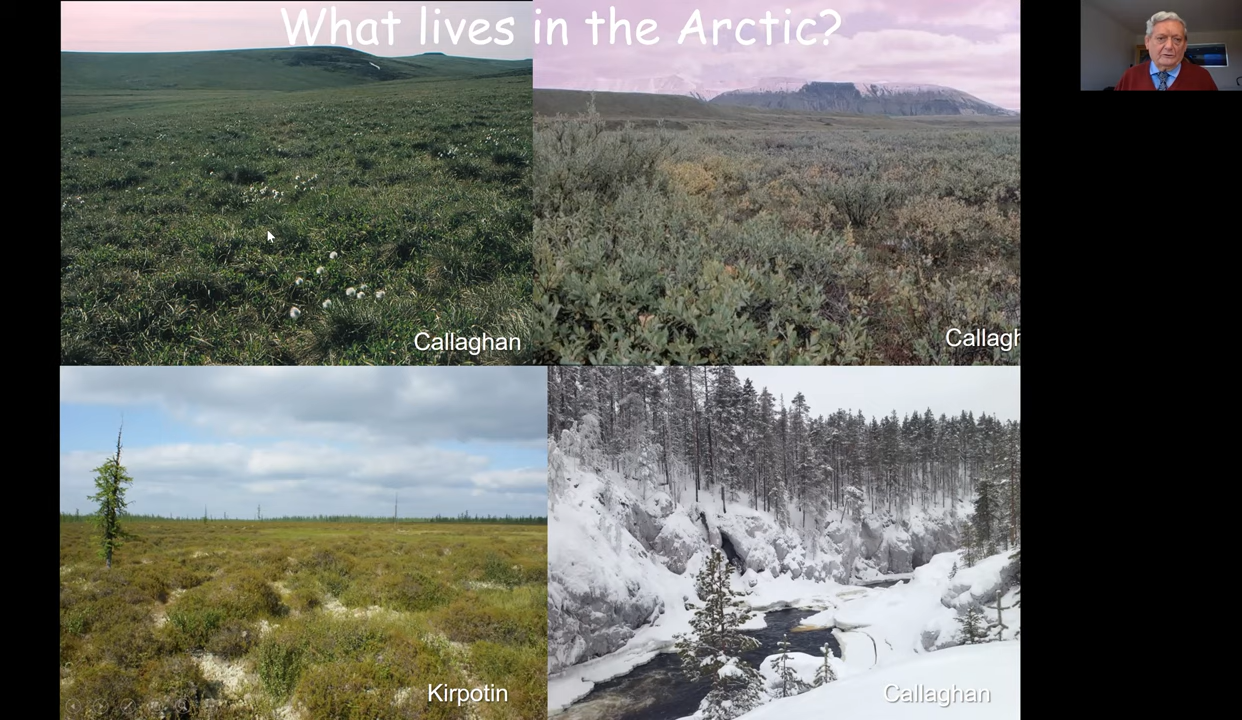 What lives in the Arctic?
Callaghan
Callagh
Kirpotin
Callaghan